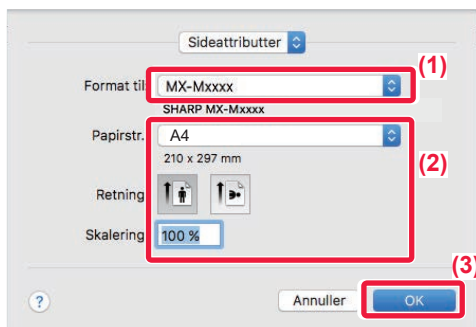 Sideattributter
(1)
Format til: MX-Mxxxx
SHARP MX-Mxxxx
Papirstr. A4
(2)
210 x 297 mm
Retning
Skalering 100 %
(3)
? Annuller OK